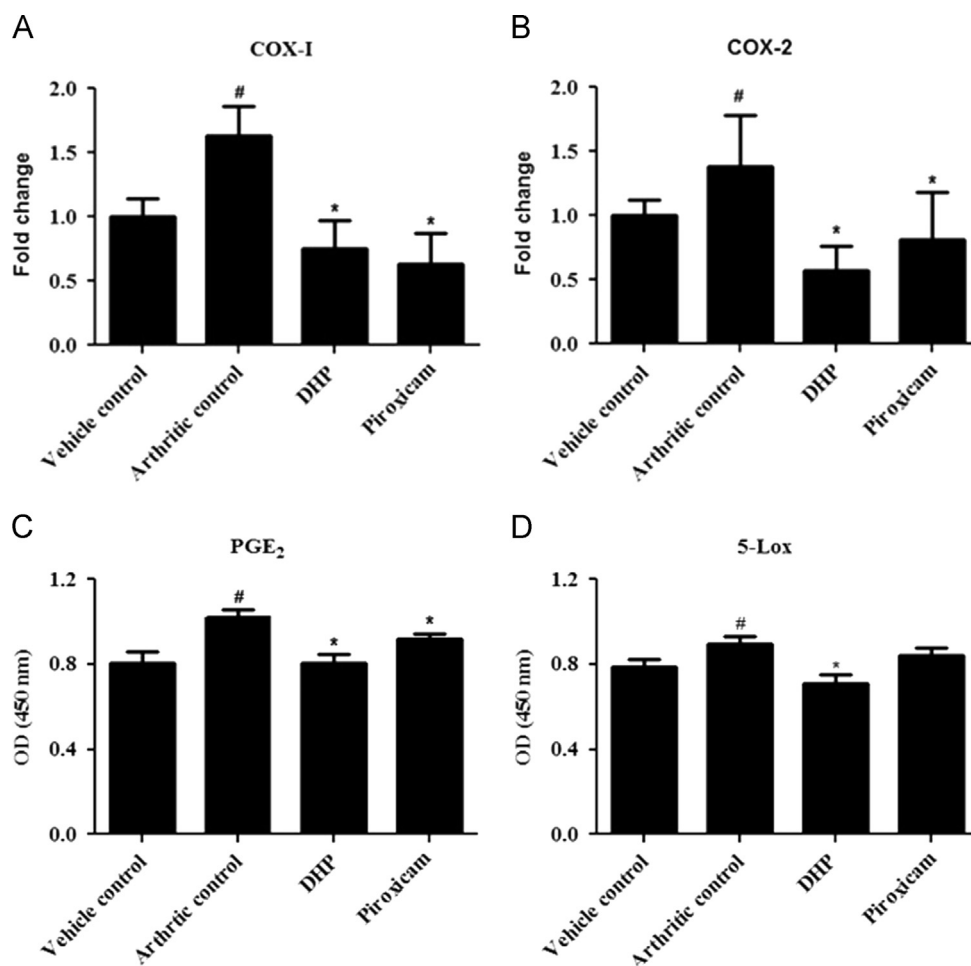 A
COX-I
Fold change
2.0
1.5
1.0
0.5
0.0
#
*
*
Vehicle control
Arthritic control
DHP
Piroxicam
B
COX-2
Fold change
2.0
1.5
1.0
0.5
0.0
#
*
*
Vehicle control
Arthritic control
DHP
Piroxicam
C
PGE₂
OD (450 nm)
1.2
0.8
0.4
0.0
#
*
*
Vehicle control
Arthritic control
DHP
Piroxicam
D
5-Lox
OD (450 nm)
1.2
0.8
0.4
0.0
#
*
Vehicle control
Arthritic control
DHP
Piroxicam